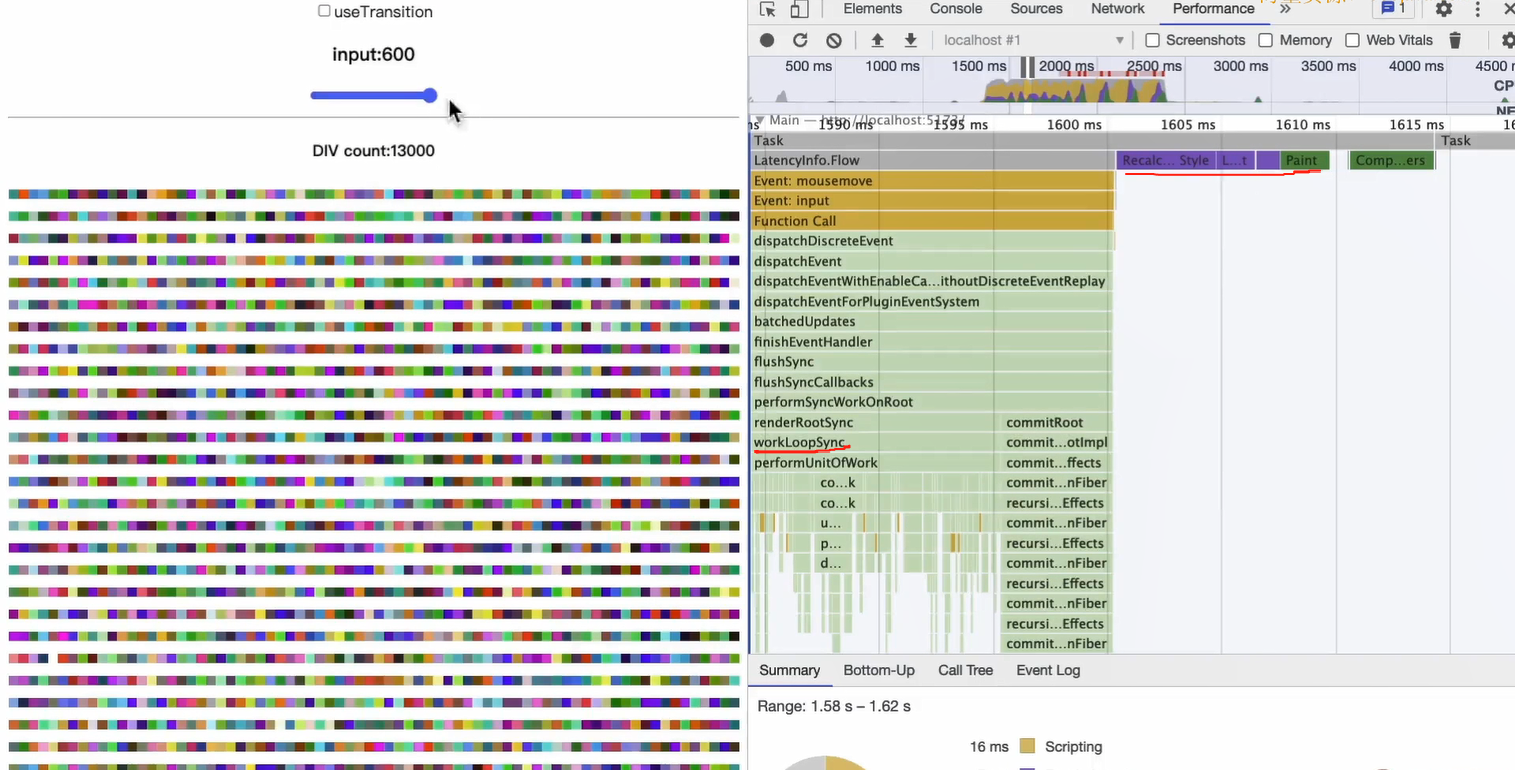 useTransition
input:600
DIV count:13000
Elements Console Sources Network Performance 1
localhost #1 Screenshots Memory Web Vitals
500 ms 1000 ms 1500 ms 2000 ms 2500 ms 3000 ms 3500 ms 4000 ms 4500
CP
NE
Main — http://localhost:5173/
1590 ms 1595 ms 1600 ms 1605 ms 1610 ms 1615 ms
Task Task
LatencyInfo.Flow Recalc... Style L...t Paint Comp...ers
Event: mousemove
Event: input
Function Call
dispatchDiscreteEvent
dispatchEvent
dispatchEventWithEnableCa...ithoutDiscreteEventReplay
dispatchEventForPluginEventSystem
batchedUpdates
finishEventHandler
flushSync
flushSyncCallbacks
performSyncWorkOnRoot
renderRootSync commitRoot
workLoopSync commit...otImpl
performUnitOfWork commit...ffects
co...k commit...nFiber
co...k recursi...Effects
u... commit...nFiber
p... recursi...Effects
d... commit...nFiber
recursi...Effects
commit...nFiber
recursi...Effects
commit...nFiber
Summary Bottom-Up Call Tree Event Log
Range: 1.58 s – 1.62 s
16 ms Scripting